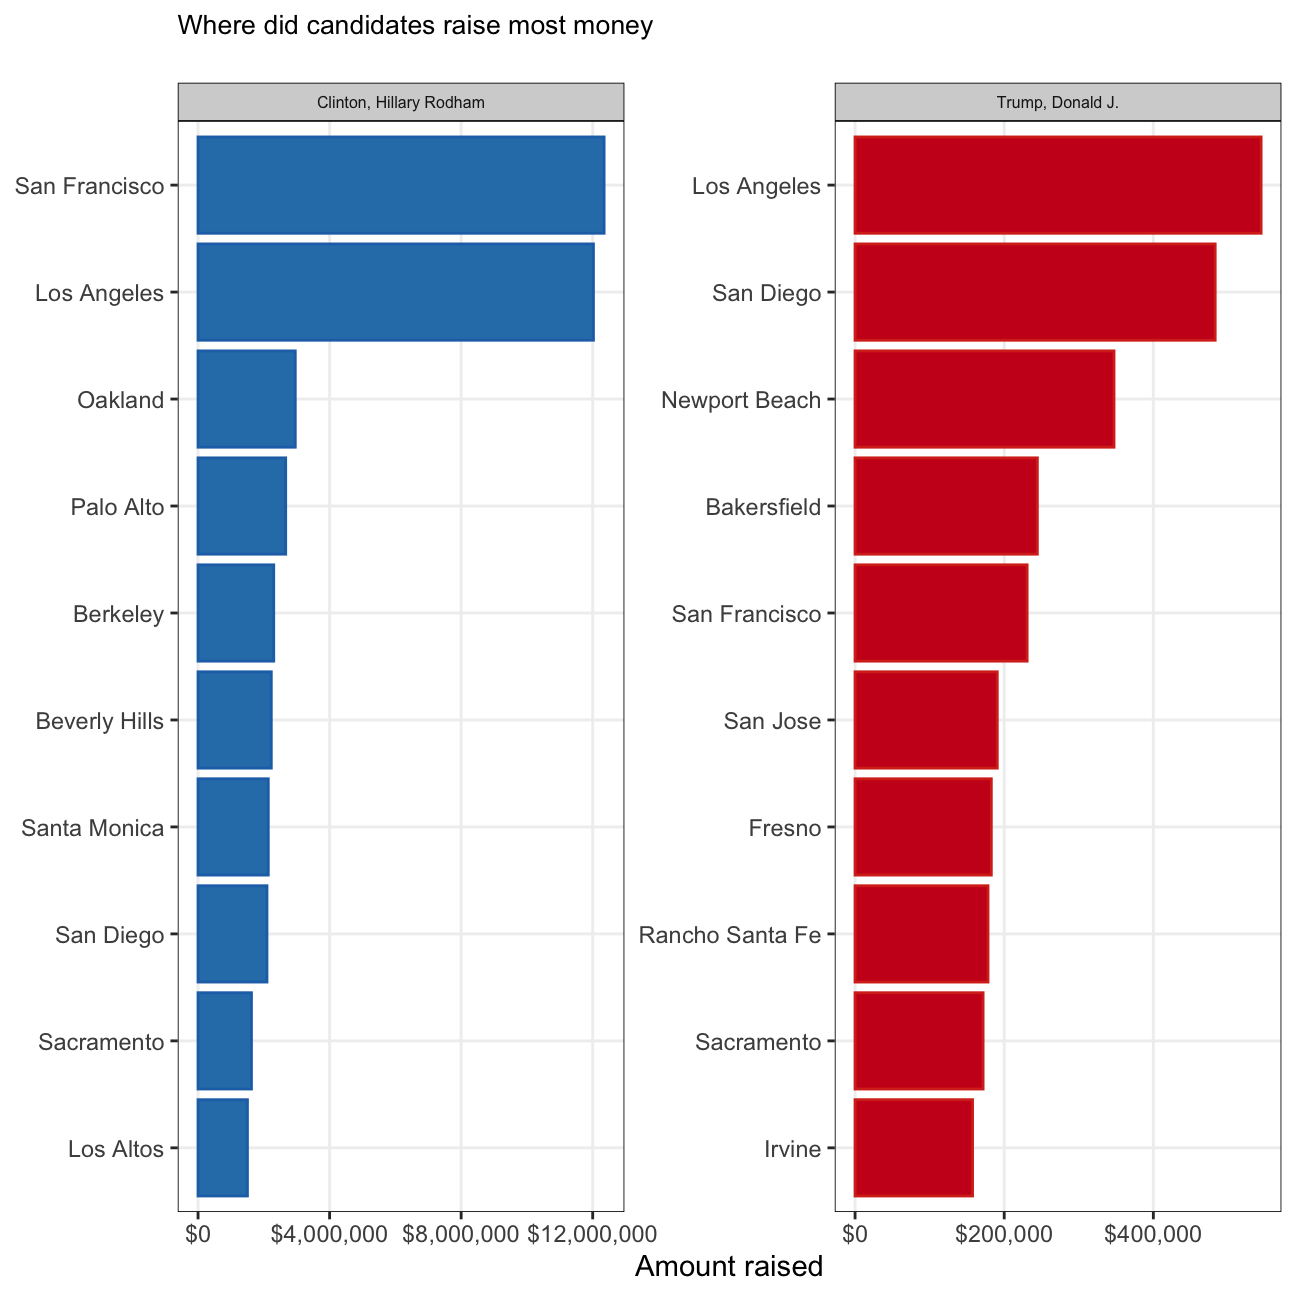 Where did candidates raise most money
Clinton, Hillary Rodham
San Francisco
Los Angeles
Oakland
Palo Alto
Berkeley
Beverly Hills
Santa Monica
San Diego
Sacramento
Los Altos
$0 $4,000,000 $8,000,000 $12,000,000
Trump, Donald J.
Los Angeles
San Diego
Newport Beach
Bakersfield
San Francisco
San Jose
Fresno
Rancho Santa Fe
Sacramento
Irvine
$0 $200,000 $400,000
Amount raised